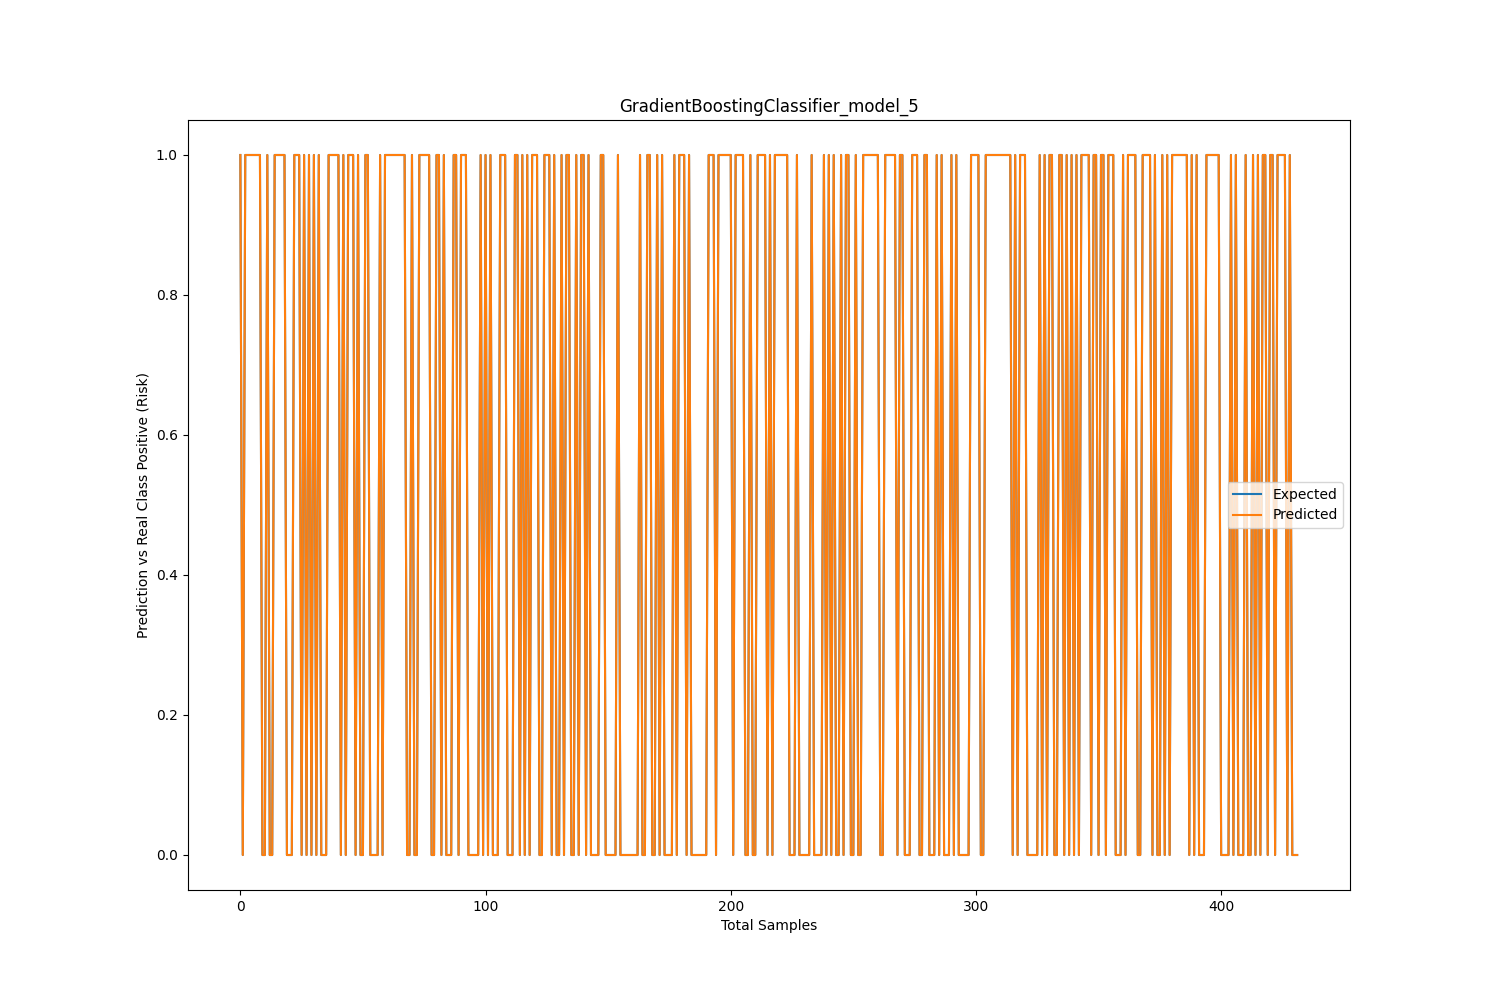 GradientBoostingClassifier_model_5
1.0
0.8
0.6
0.4
0.2
0.0
Prediction vs Real Class Positive (Risk)
Expected
Predicted
0
100
200
300
400
Total Samples